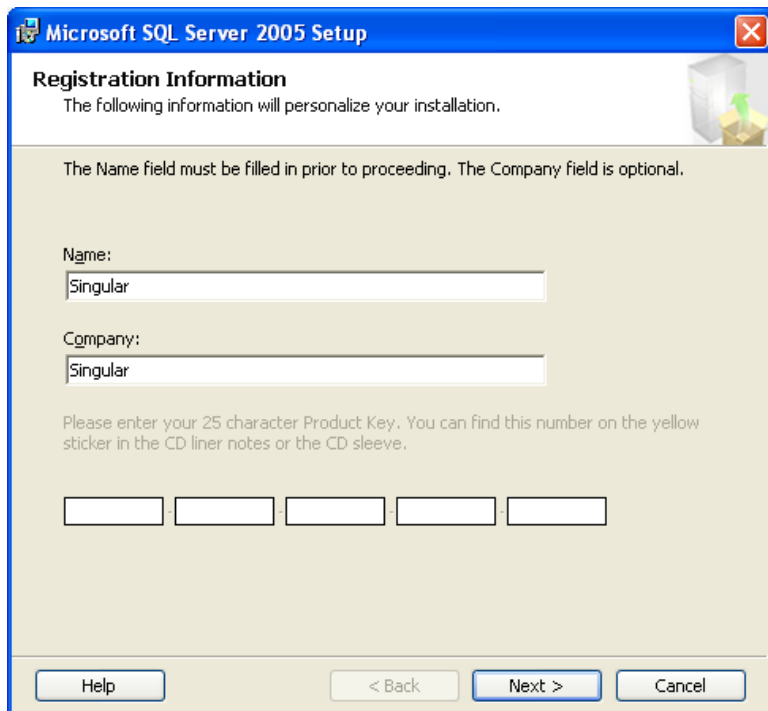 Microsoft SQL Server 2005 Setup
Registration Information
The following information will personalize your installation.
The Name field must be filled in prior to proceeding. The Company field is optional.
Name:
Singular
Company:
Singular
Please enter your 25 character Product Key. You can find this number on the yellow
sticker in the CD liner notes or the CD sleeve.
- - - -
Help < Back Next > Cancel